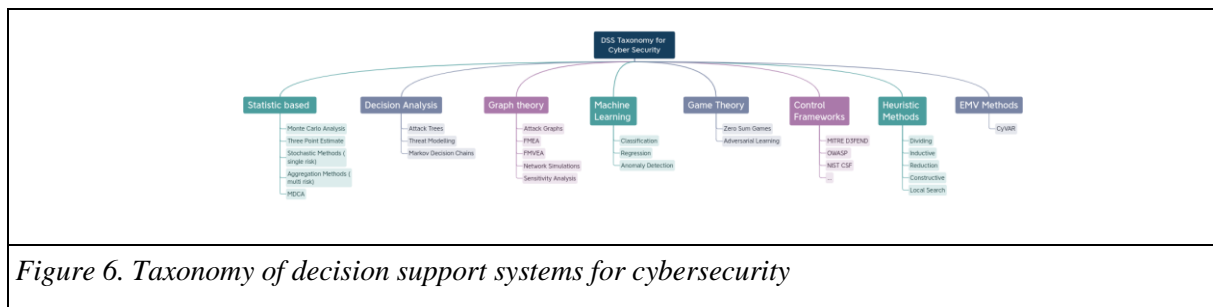 DSS Taxonomy for
Cyber Security
Statistic based
Monte Carlo Analysis
Three Point Estimate
Stochastic Methods (
single risk)
Aggregation Methods (
multi risk)
MDCA
Decision Analysis
Attack Trees
Threat Modelling
Markov Decision Chains
Graph theory
Attack Graphs
FMEA
FMVEA
Network Simulations
Sensitivity Analysis
Machine
Learning
Classification
Regression
Anomaly Detection
Game Theory
Zero Sum Games
Adversarial Learning
Control
Frameworks
MITRE D3FEND
OWASP
NIST CSF
...
Heuristic
Methods
Dividing
Inductive
Reduction
Constructive
Local Search
EMV Methods
CyVAR
Figure 6. Taxonomy of decision support systems for cybersecurity